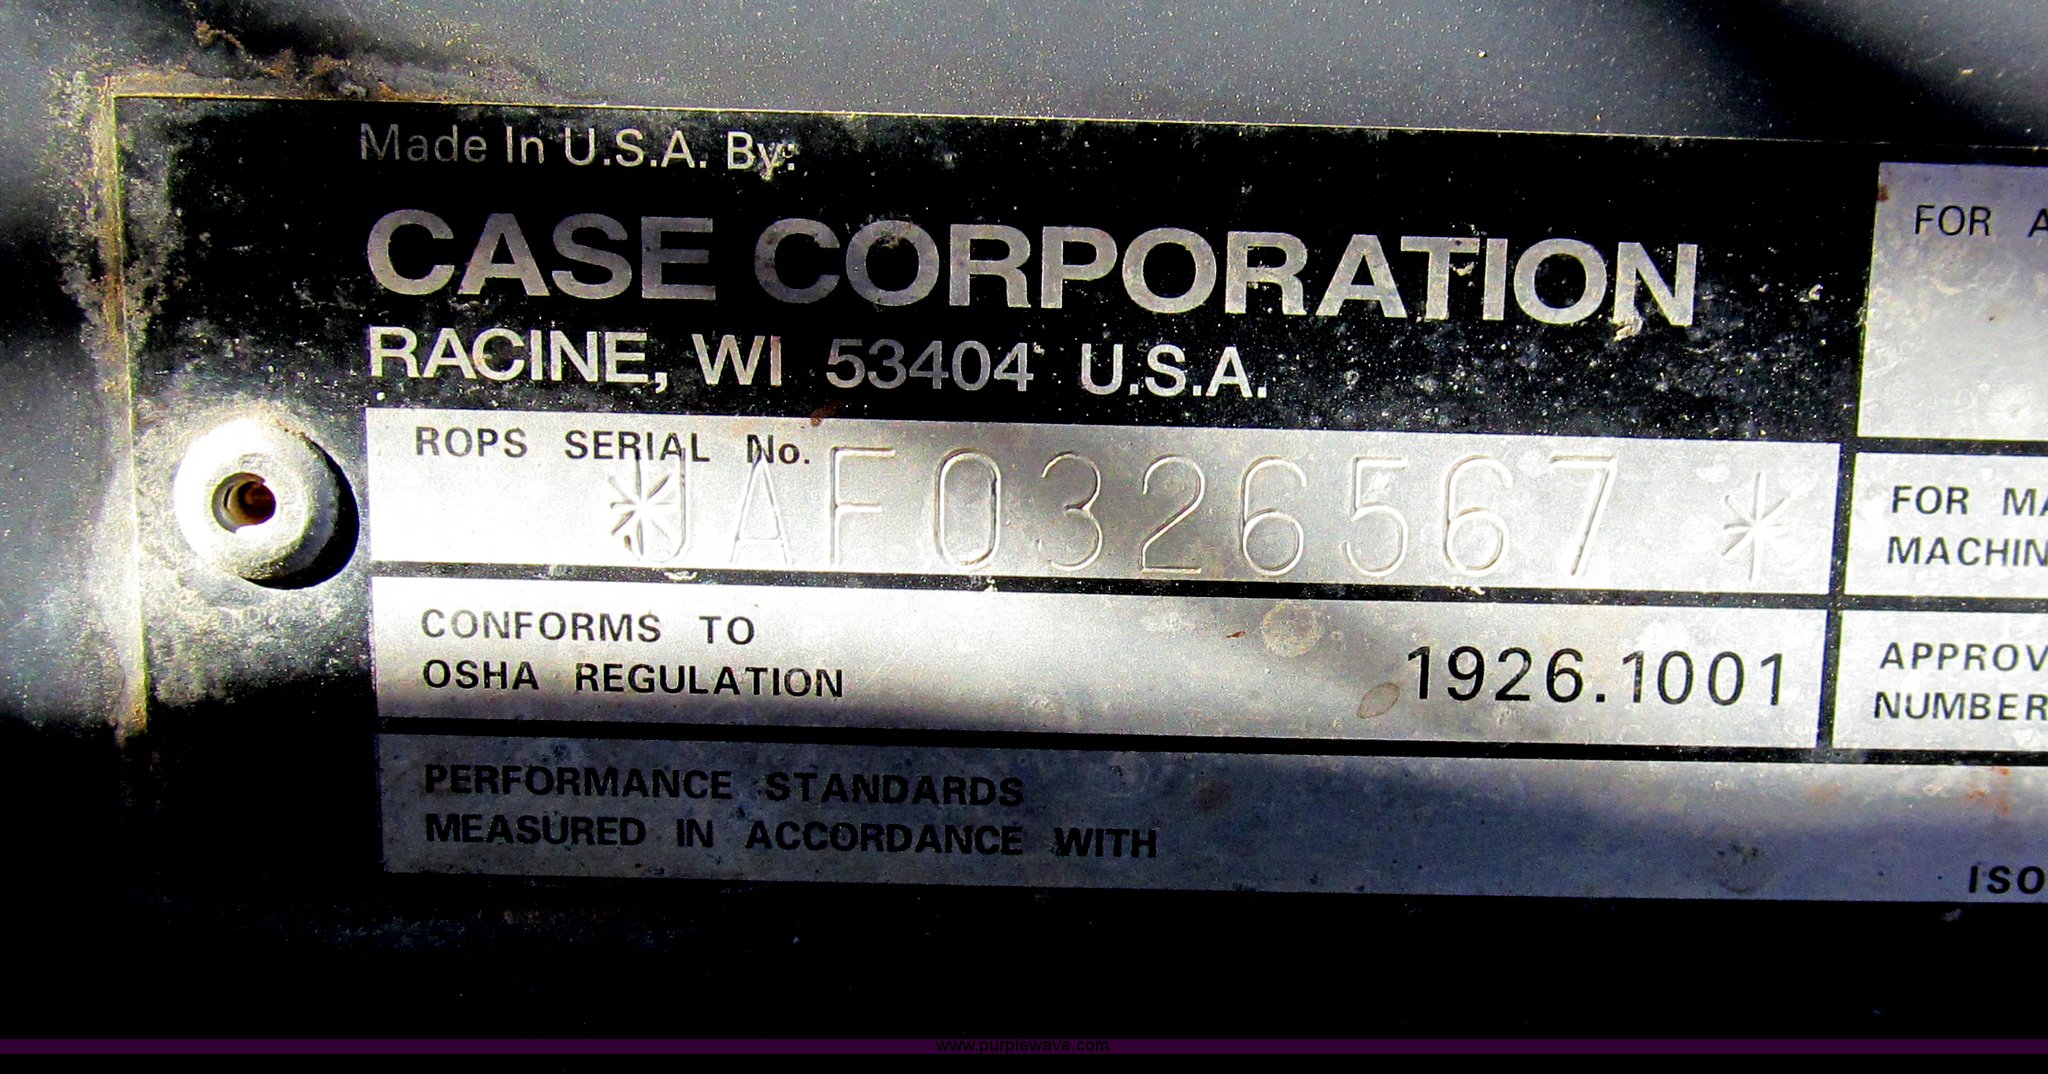 Made In U.S.A. By:
CASE CORPORATION
RACINE, WI 53404 U.S.A.
ROPS SERIAL No.
*JAF0326567*
CONFORMS TO
OSHA REGULATION
1926.1001
PERFORMANCE STANDARDS
MEASURED IN ACCORDANCE WITH
FOR A
FOR MA
MACHIN
APPROV
NUMBER
ISO
www.purplewave.com